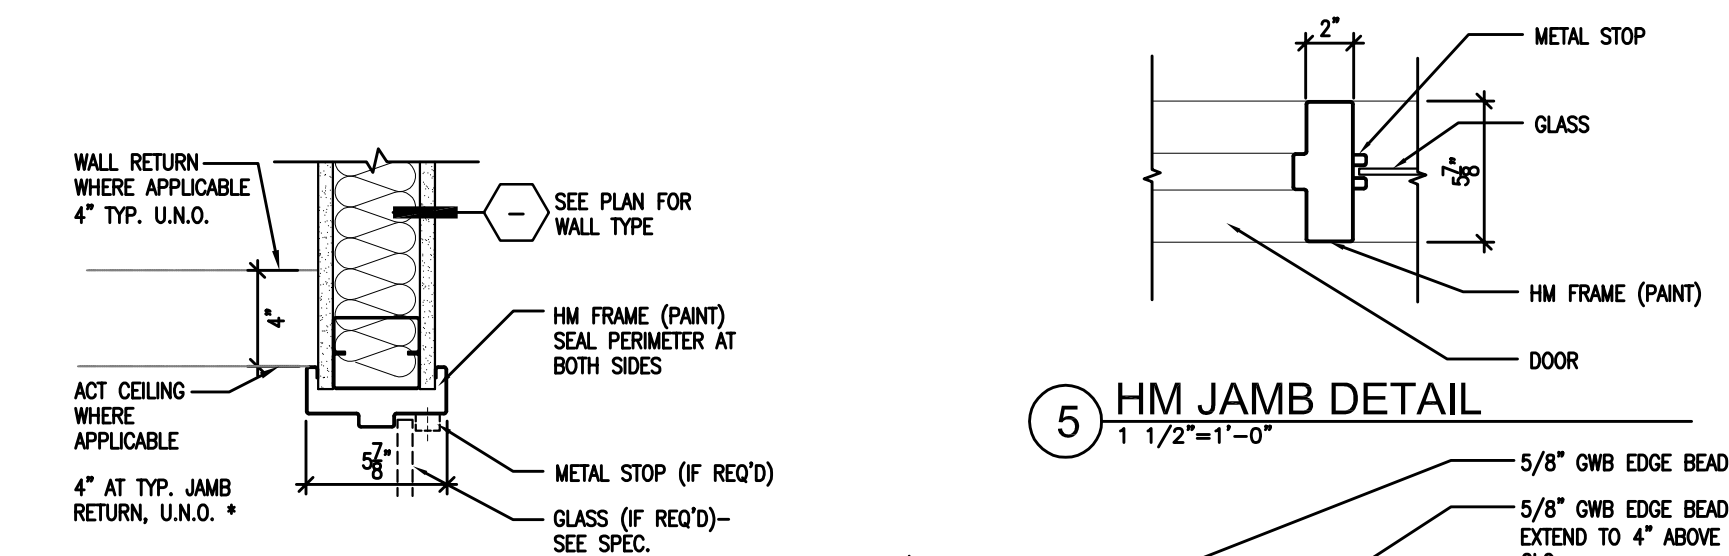 WALL RETURN
WHERE APPLICABLE
4" TYP. U.N.O.
SEE PLAN FOR
WALL TYPE
4"
HM FRAME (PAINT)
SEAL PERIMETER AT
BOTH SIDES
ACT CEILING
WHERE
APPLICABLE
4" AT TYP. JAMB
RETURN, U.N.O. *
5 7/8"
METAL STOP (IF REQ'D)
GLASS (IF REQ'D)-
SEE SPEC.
2"
METAL STOP
GLASS
5 7/8"
HM FRAME (PAINT)
DOOR
5 HM JAMB DETAIL
1 1/2"=1'-0"
5/8" GWB EDGE BEAD
5/8" GWB EDGE BEAD
EXTEND TO 4" ABOVE